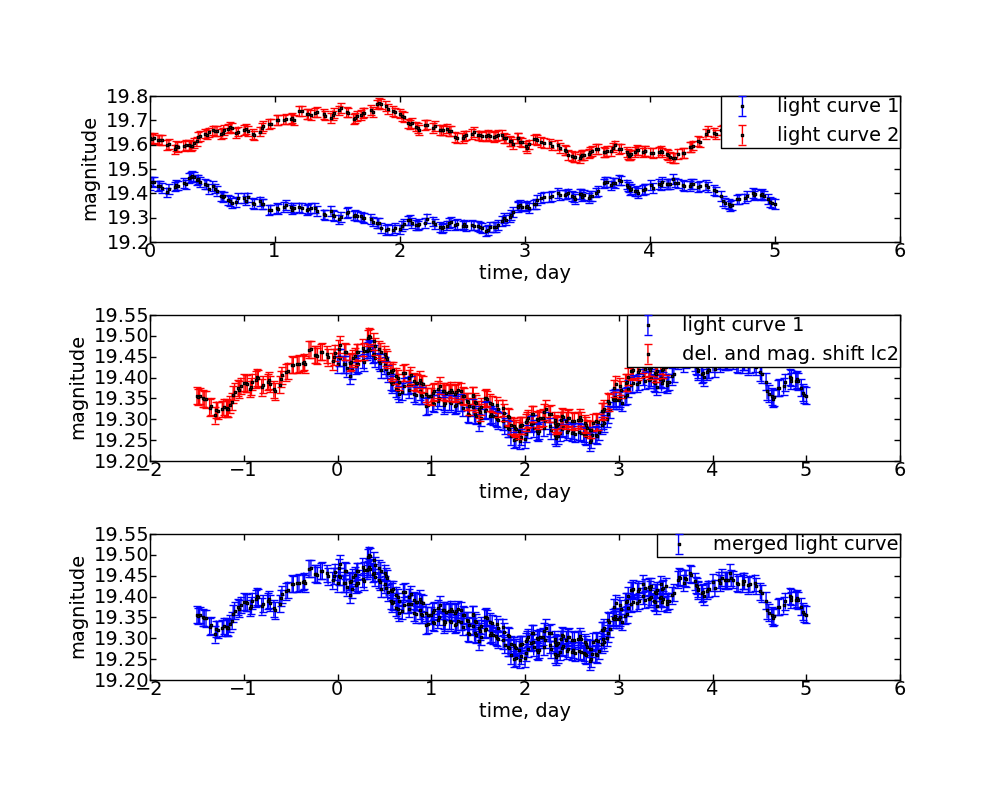 19.8
19.7
19.6
19.5
19.4
19.3
19.2
magnitude
light curve 1
light curve 2
0 1 2 3 4 5 6
time, day
19.55
19.50
19.45
19.40
19.35
19.30
19.25
19.20
magnitude
light curve 1
del. and mag. shift lc2
−2 −1 0 1 2 3 4 5 6
time, day
19.55
19.50
19.45
19.40
19.35
19.30
19.25
19.20
magnitude
merged light curve
−2 −1 0 1 2 3 4 5 6
time, day